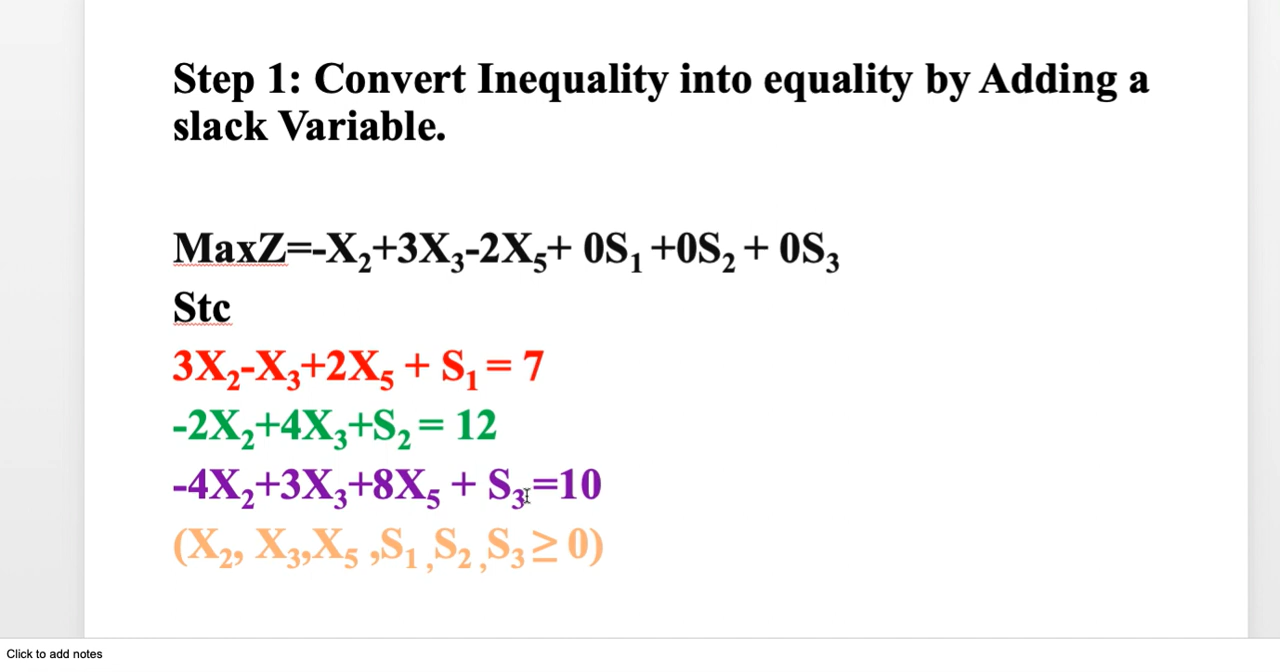 Step 1: Convert Inequality into equality by Adding a
slack Variable.
MaxZ=-X₂+3X₃-2X₅+ 0S₁ +0S₂ + 0S₃
Stc
3X₂-X₃+2X₅ + S₁ = 7
-2X₂+4X₃+S₂ = 12
-4X₂+3X₃+8X₅ + S₃=10
(X₂, X₃,X₅ ,S₁ ,S₂ ,S₃ ≥ 0)
Click to add notes